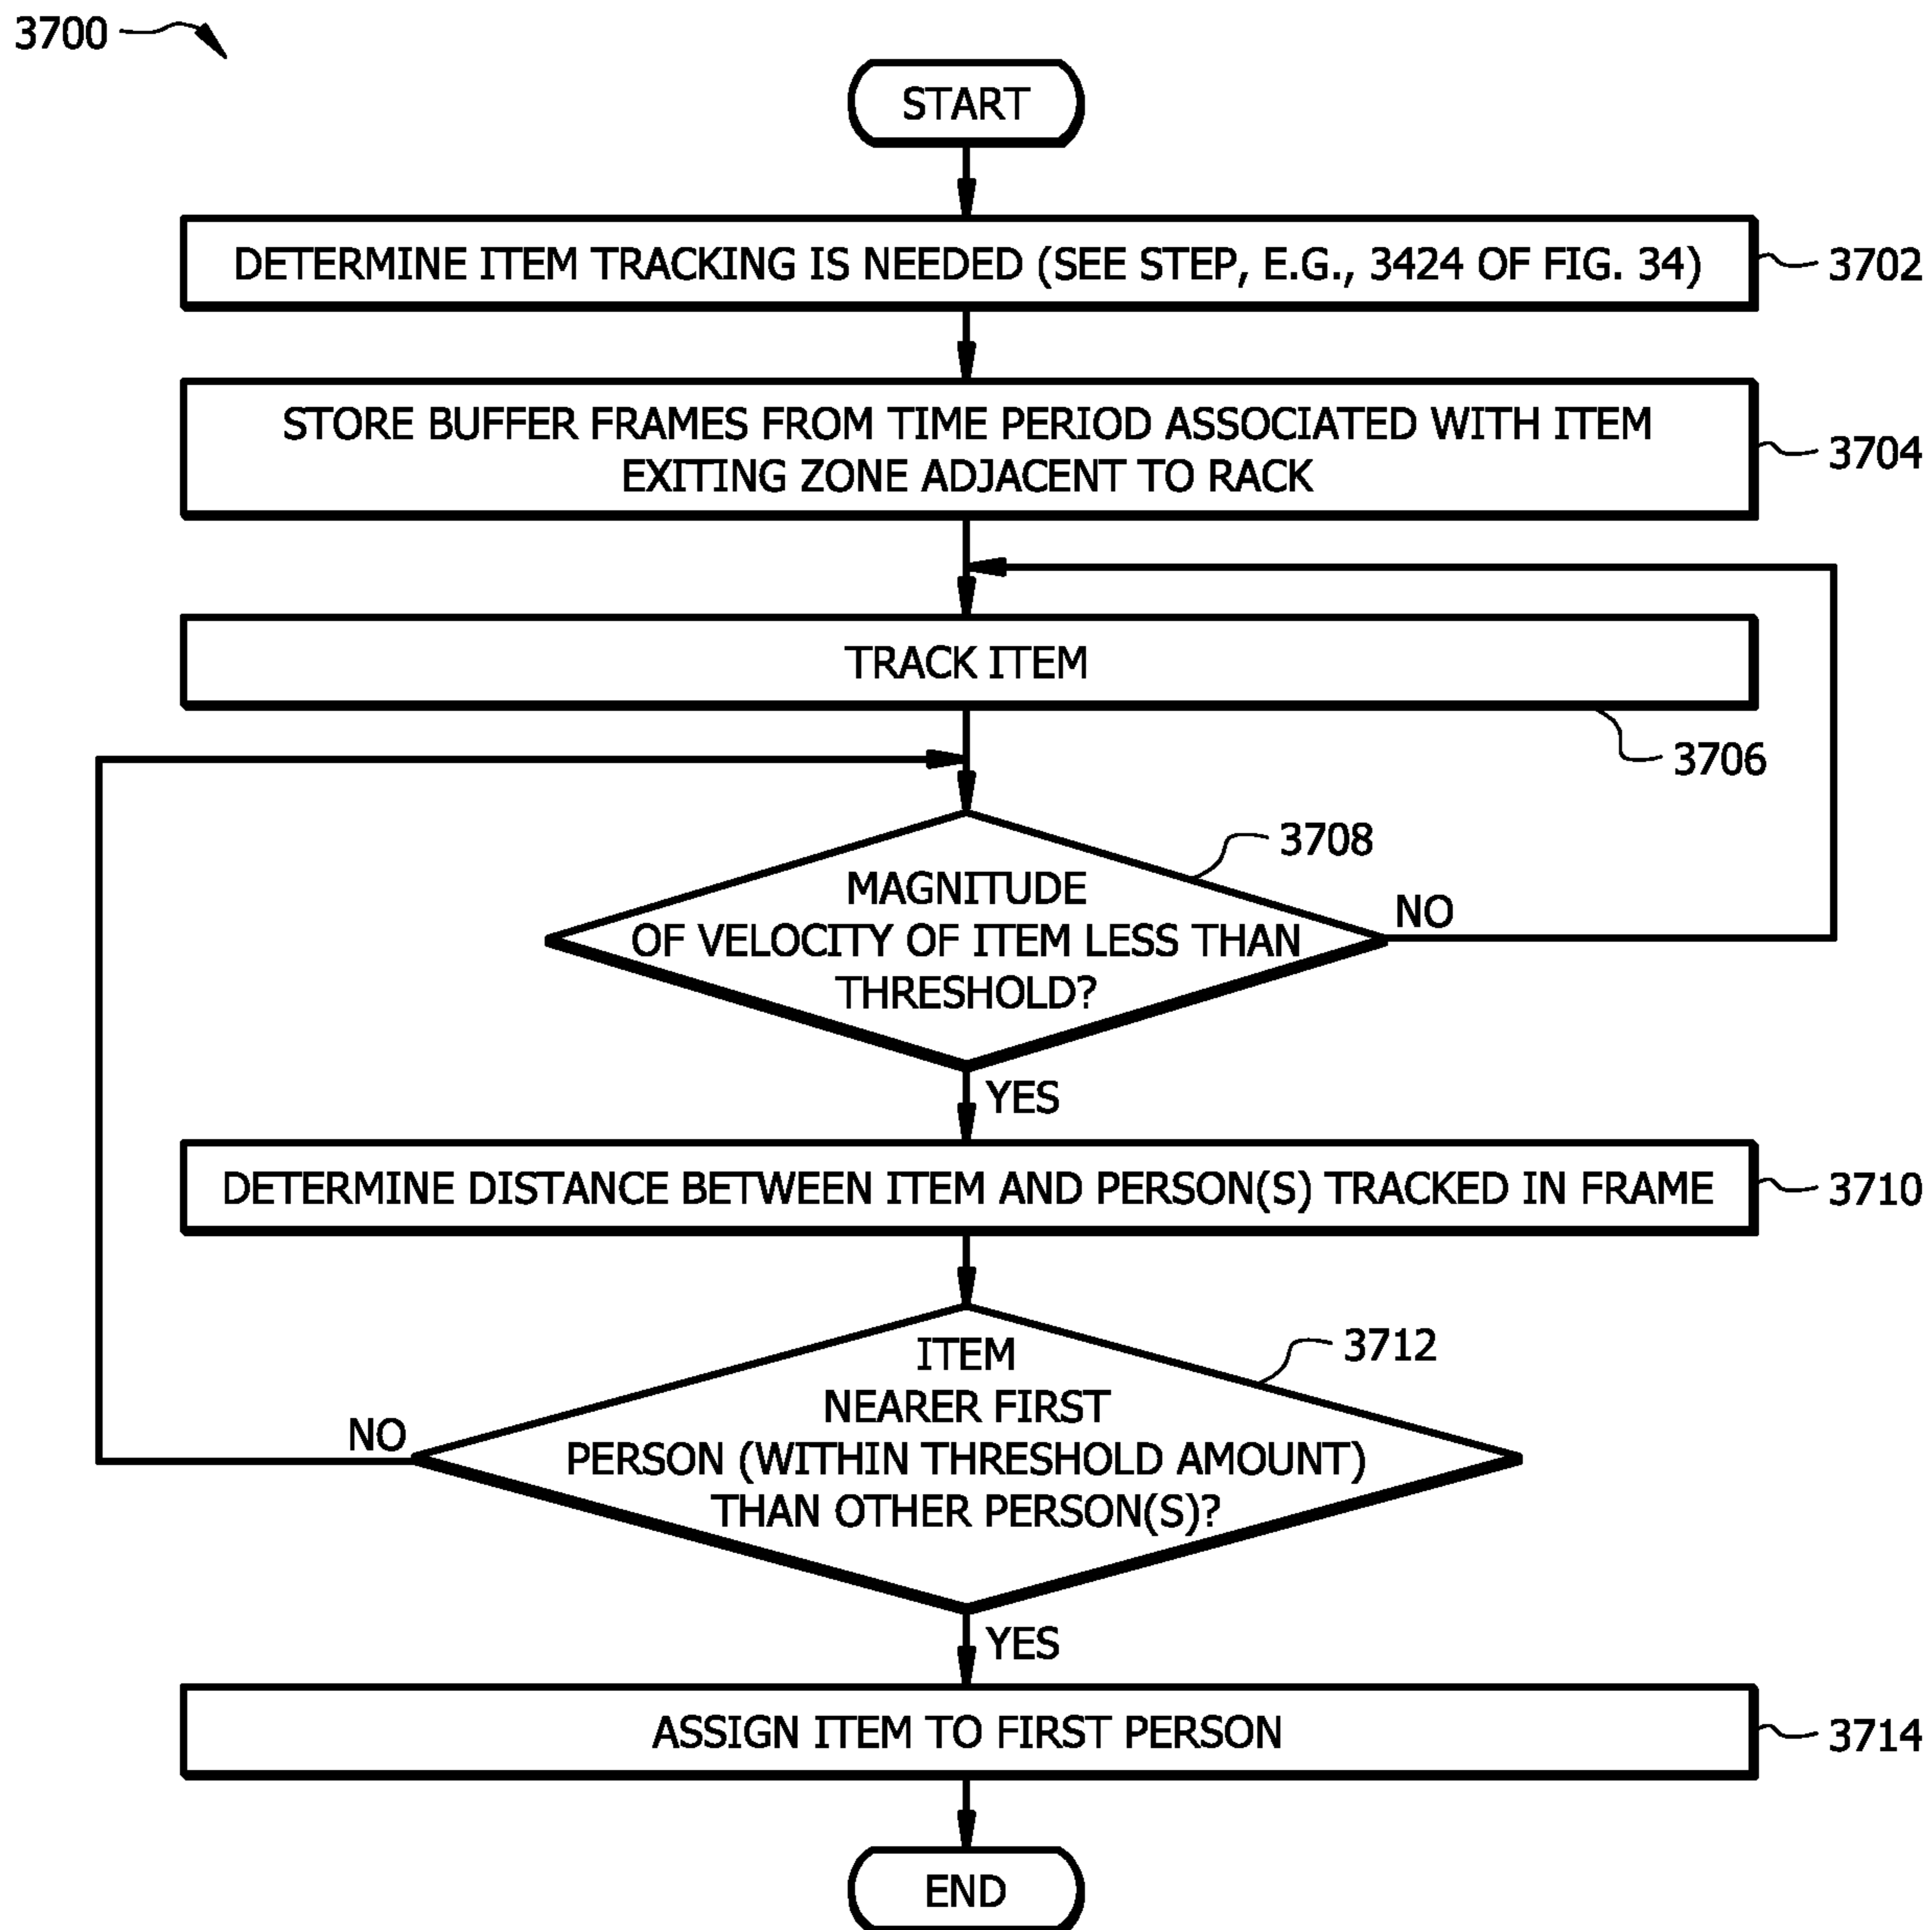 3700
START
DETERMINE ITEM TRACKING IS NEEDED (SEE STEP, E.G., 3424 OF FIG. 34)
3702
STORE BUFFER FRAMES FROM TIME PERIOD ASSOCIATED WITH ITEM
EXITING ZONE ADJACENT TO RACK
3704
TRACK ITEM
3706
3708
MAGNITUDE
OF VELOCITY OF ITEM LESS THAN
THRESHOLD?
NO
YES
DETERMINE DISTANCE BETWEEN ITEM AND PERSON(S) TRACKED IN FRAME
3710
3712
ITEM
NEARER FIRST
PERSON (WITHIN THRESHOLD AMOUNT)
THAN OTHER PERSON(S)?
NO
YES
ASSIGN ITEM TO FIRST PERSON
3714
END